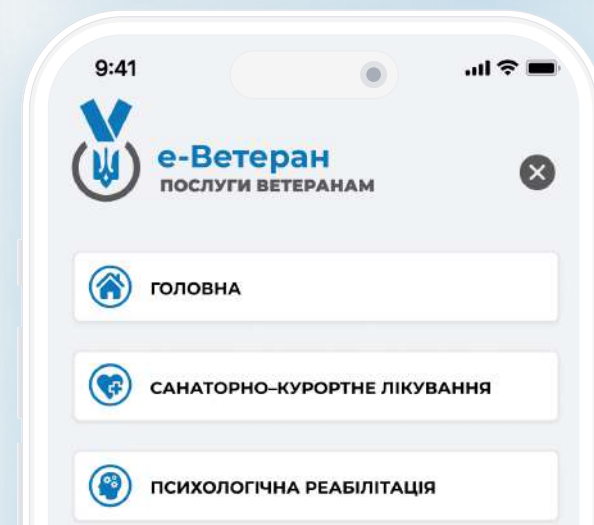 9:41
е-Ветеран
ПОСЛУГИ ВЕТЕРАНАМ
ГОЛОВНА
САНАТОРНО–КУРОРТНЕ ЛІКУВАННЯ
ПСИХОЛОГІЧНА РЕАБІЛІТАЦІЯ